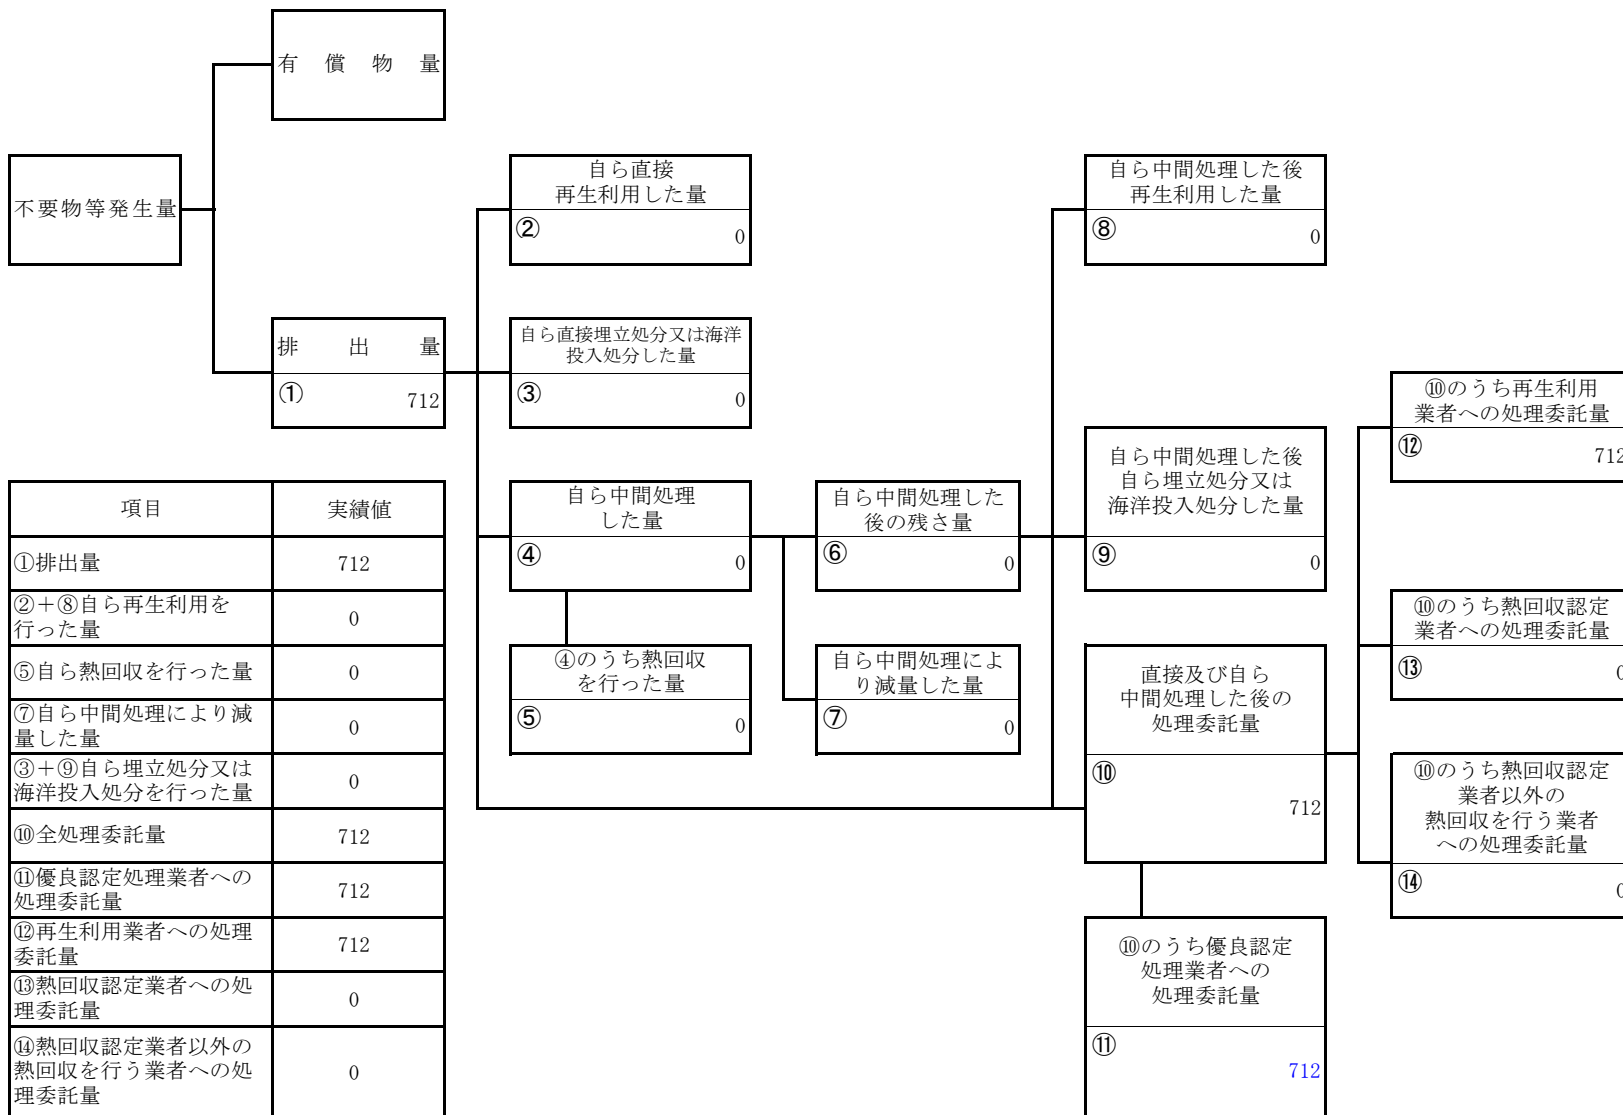 有償物量
不要物等発生量
排出量
①
712
自ら直接
再生利用した量
②
0
自ら直接埋立処分又は海洋
投入処分した量
③
0
自ら中間処理
した量
④
0
④のうち熱回収
を行った量
⑤
0
自ら中間処理した
後の残さ量
⑥
0
自ら中間処理によ
り減量した量
⑦
0
自ら中間処理した後
再生利用した量
⑧
0
自ら中間処理した後
自ら埋立処分又は
海洋投入処分した量
⑨
0
直接及び自ら
中間処理した後の
処理委託量
⑩
712
⑩のうち優良認定
処理業者への
処理委託量
⑪
712
⑩のうち再生利用
業者への処理委託量
⑫
712
⑩のうち熱回収認定
業者への処理委託量
⑬
0
⑩のうち熱回収認定
業者以外の
熱回収を行う業者
への処理委託量
⑭
0
項目 実績値
①排出量 712
②+⑧自ら再生利用を
行った量 0
⑤自ら熱回収を行った量 0
⑦自ら中間処理により減
量した量 0
③+⑨自ら埋立処分又は
海洋投入処分を行った量 0
⑩全処理委託量 712
⑪優良認定処理業者への
処理委託量 712
⑫再生利用業者への処理
委託量 712
⑬熱回収認定業者への処
理委託量 0
⑭熱回収認定業者以外の
熱回収を行う業者への処
理委託量 0